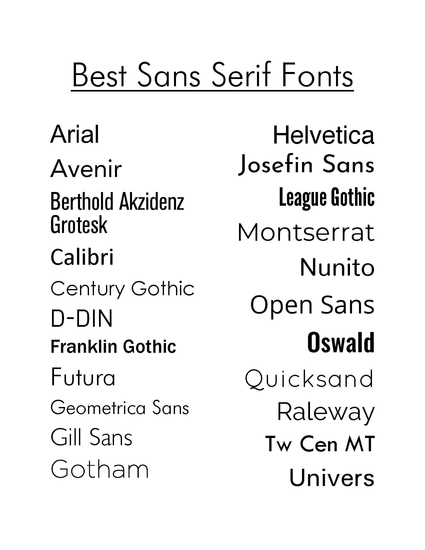 Best Sans Serif Fonts
Arial
Avenir
Berthold Akzidenz
Grotesk
Calibri
Century Gothic
D-DIN
Franklin Gothic
Futura
Geometrica Sans
Gill Sans
Gotham
Helvetica
Josefin Sans
League Gothic
Montserrat
Nunito
Open Sans
Oswald
Quicksand
Raleway
Tw Cen MT
Univers